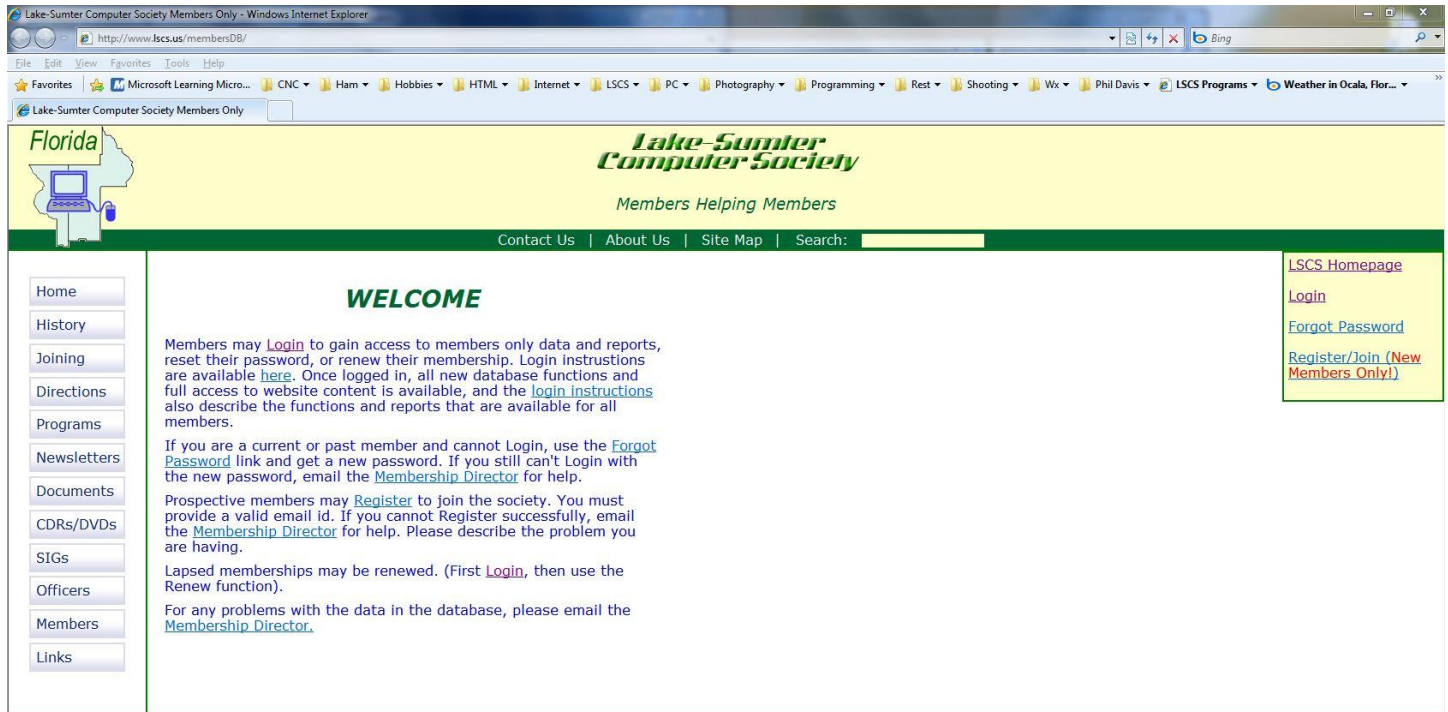 Lake-Sumter Computer Society Members Only - Windows Internet Explorer
http://www.lscs.us/membersDB/
Bing
File Edit View Favorites Tools Help
Favorites Microsoft Learning Micro... CNC Ham Hobbies HTML Internet LSCS PC Photography Programming Rest Shooting Wx Phil Davis LSCS Programs Weather in Ocala, Flor...
Lake-Sumter Computer Society Members Only
Florida
Lake-Sumter
Computer Society
Members Helping Members
Contact Us | About Us | Site Map | Search:
Home
History
Joining
Directions
Programs
Newsletters
Documents
CDRs/DVDs
SIGs
Officers
Members
Links
WELCOME
Members may Login to gain access to members only data and reports,
reset their password, or renew their membership. Login instrustions
are available here. Once logged in, all new database functions and
full access to website content is available, and the login instructions
also describe the functions and reports that are available for all
members.
If you are a current or past member and cannot Login, use the Forgot
Password link and get a new password. If you still can't Login with
the new password, email the Membership Director for help.
Prospective members may Register to join the society. You must
provide a valid email id. If you cannot Register successfully, email
the Membership Director for help. Please describe the problem you
are having.
Lapsed memberships may be renewed. (First Login, then use the
Renew function).
For any problems with the data in the database, please email the
Membership Director.
LSCS Homepage
Login
Forgot Password
Register/Join (New
Members Only!)